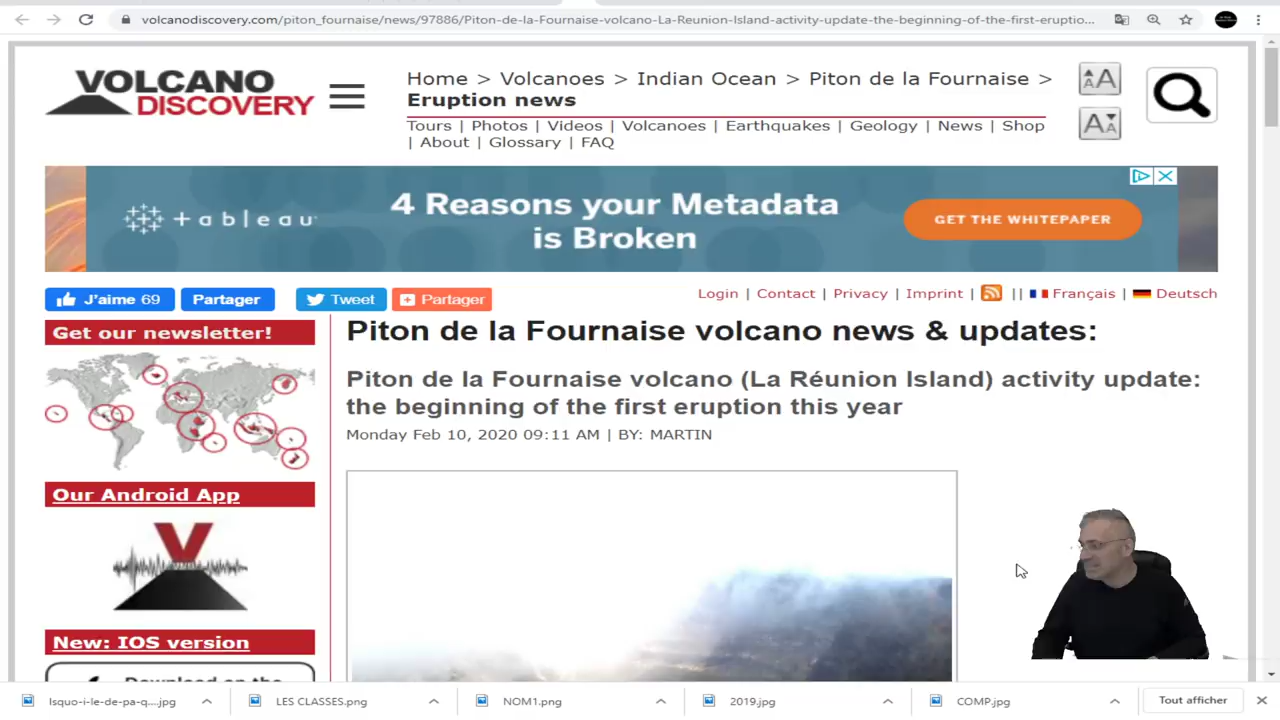 volcanodiscovery.com/piton_fournaise/news/97886/Piton-de-la-Fournaise-volcano-La-Reunion-Island-activity-update-the-beginning-of-the-first-eruptio...
VOLCANO
DISCOVERY
Home > Volcanoes > Indian Ocean > Piton de la Fournaise >
Eruption news
Tours | Photos | Videos | Volcanoes | Earthquakes | Geology | News | Shop
| About | Glossary | FAQ
AA
AA
+ableau
4 Reasons your Metadata
is Broken
GET THE WHITEPAPER
J'aime 69
Partager
Tweet
Partager
Login | Contact | Privacy | Imprint | || Français | Deutsch
Get our newsletter!
Our Android App
New: IOS version
Download on the
Piton de la Fournaise volcano news & updates:
Piton de la Fournaise volcano (La Réunion Island) activity update:
the beginning of the first eruption this year
Monday Feb 10, 2020 09:11 AM | BY: MARTIN
lsquo-i-le-de-pa-q....jpg
LES CLASSES.png
NOM1.png
2019.jpg
COMP.jpg
Tout afficher